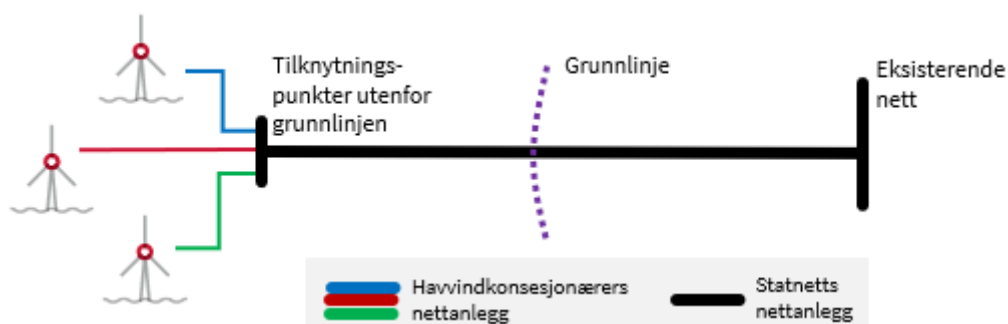 Tilknytnings-
punkter utenfor
grunnlinjen
Grunnlinje
Eksisterende
nett
Havvindkonsesjonærers
nettanlegg
Statnetts
nettanlegg